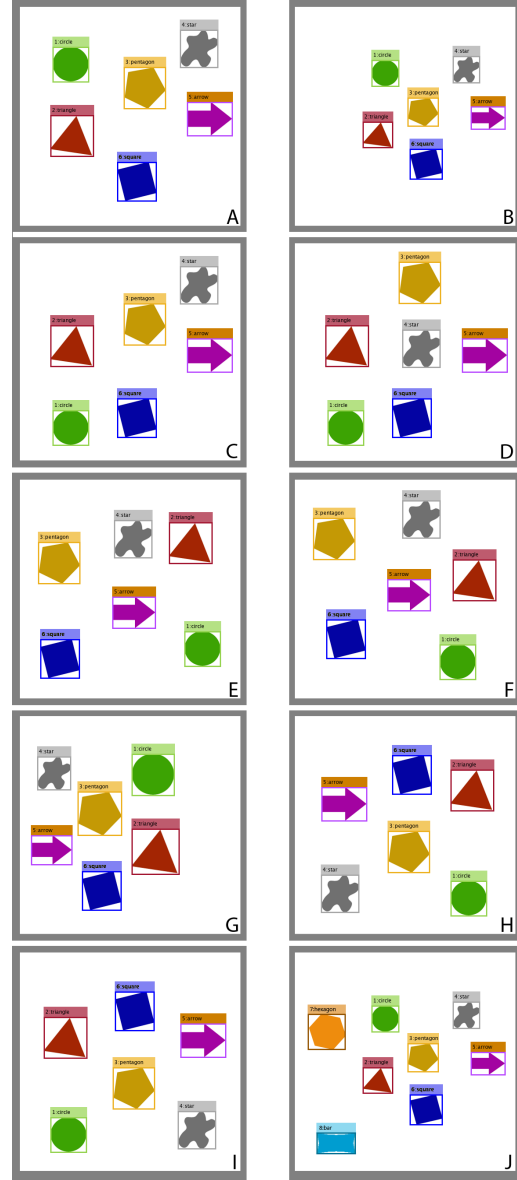 4:star
1:circle
3:pentagon
5:arrow
2:triangle
6:square
A
4:star
1:circle
3:pentagon
5:arrow
2:triangle
6:square
B
4:star
3:pentagon
2:triangle
5:arrow
6:square
1:circle
C
3:pentagon
2:triangle
4:star
5:arrow
6:square
1:circle
D
4:star
2:triangle
3:pentagon
5:arrow
1:circle
6:square
E
4:star
3:pentagon
2:triangle
5:arrow
6:square
1:circle
F
4:star
1:circle
3:pentagon
5:arrow
2:triangle
6:square
G
6:square
2:triangle
5:arrow
3:pentagon
4:star
1:circle
H
6:square
2:triangle
5:arrow
3:pentagon
1:circle
4:star
I
7:hexagon
1:circle
4:star
3:pentagon
5:arrow
2:triangle
6:square
8:bar
J